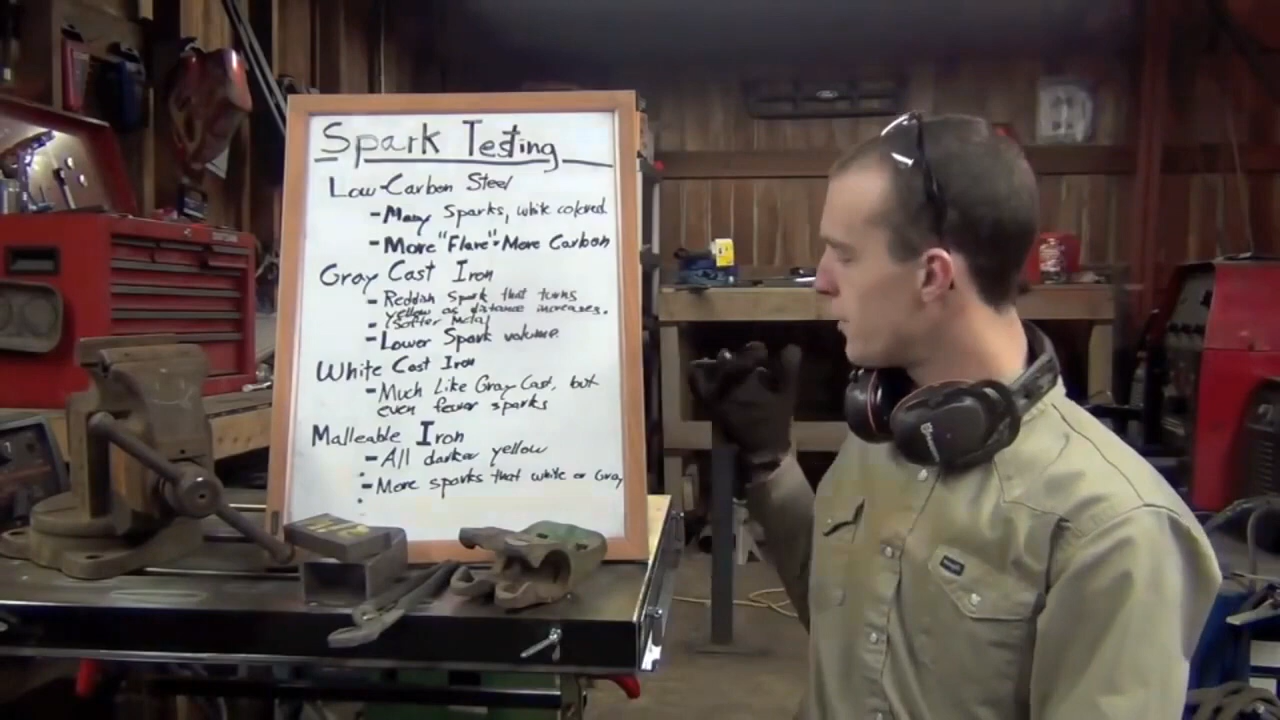 Spark Testing
Low-Carbon Steel
- Many Sparks, white colored
- More "Flare" = More Carbon
Gray Cast Iron
- Reddish Spark that turns
yellow as distance increases.
- (Softer Metal
- Lower Spark volume
White Cast Iron
- Much Like Gray Cast, but
even fewer sparks
Malleable Iron
- All darker yellow
- More sparks that white or Gray